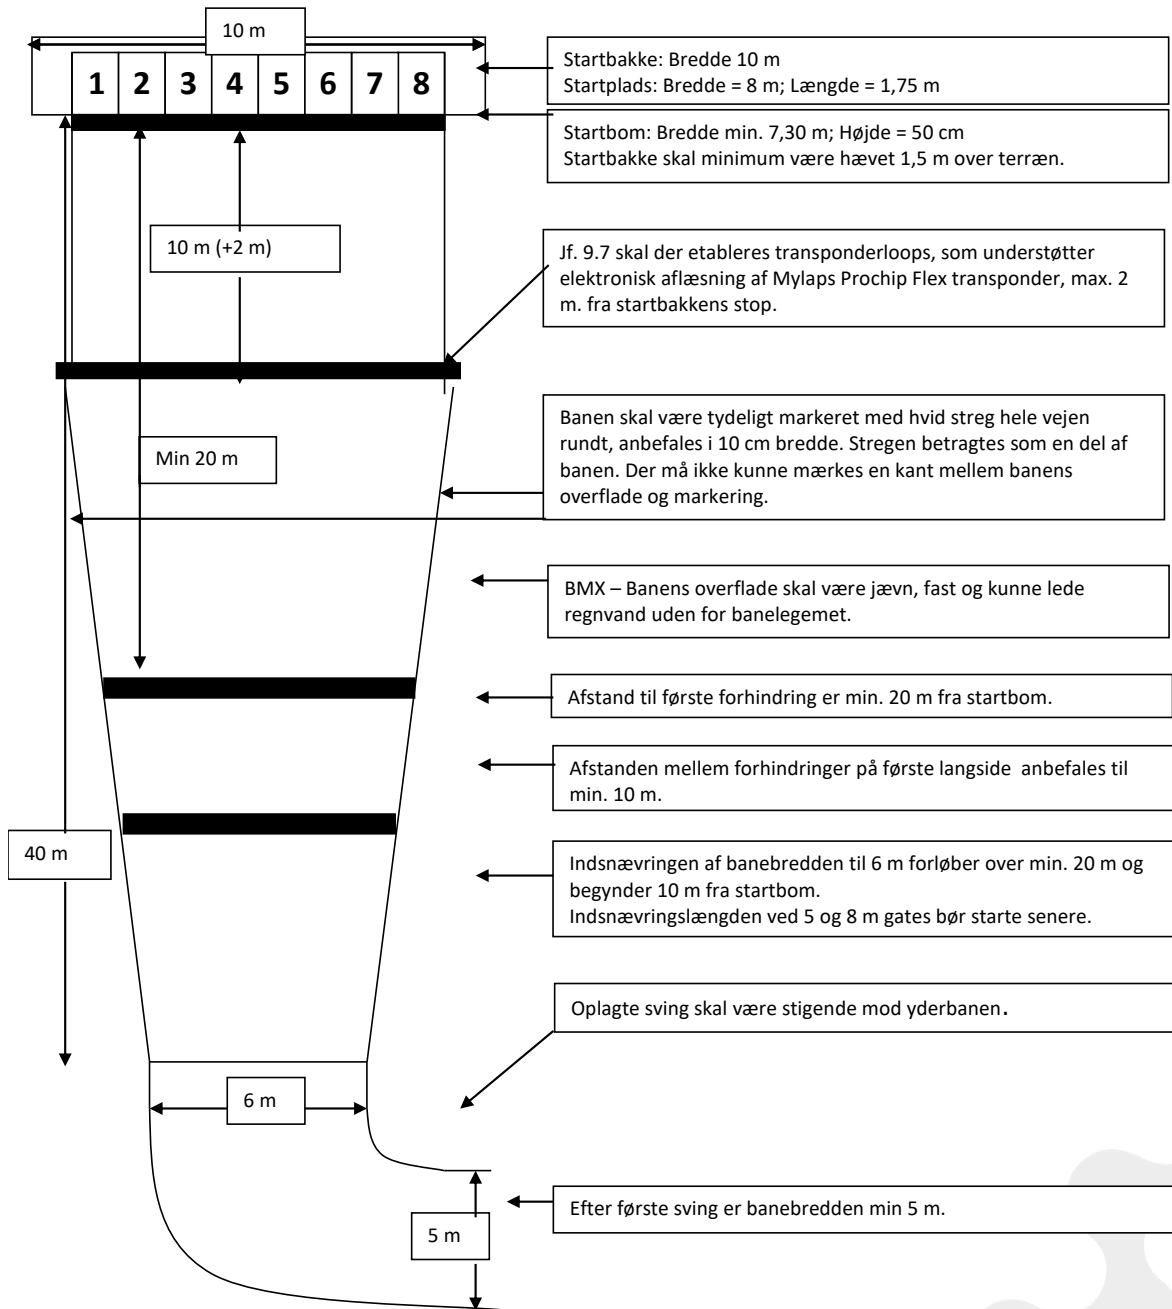 10 m
1 2 3 4 5 6 7 8
Startbakke: Bredde 10 m
Startplads: Bredde = 8 m; Længde = 1,75 m
Startbom: Bredde min. 7,30 m; Højde = 50 cm
Startbakke skal minimum være hævet 1,5 m over terræn.
10 m (+2 m)
Jf. 9.7 skal der etableres transponderloops, som understøtter
elektronisk aflæsning af Mylaps Prochip Flex transponder, max. 2
m. fra startbakkens stop.
Banen skal være tydeligt markeret med hvid streg hele vejen
rundt, anbefales i 10 cm bredde. Stregen betragtes som en del af
banen. Der må ikke kunne mærkes en kant mellem banens
overflade og markering.
Min 20 m
BMX – Banens overflade skal være jævn, fast og kunne lede
regnvand uden for banelegemet.
Afstand til første forhindring er min. 20 m fra startbom.
Afstanden mellem forhindringer på første langside anbefales til
min. 10 m.
40 m
Indsnævringen af banebredden til 6 m forløber over min. 20 m og
begynder 10 m fra startbom.
Indsnævringslængden ved 5 og 8 m gates bør starte senere.
Oplagte sving skal være stigende mod yderbanen.
6 m
Efter første sving er banebredden min 5 m.
5 m